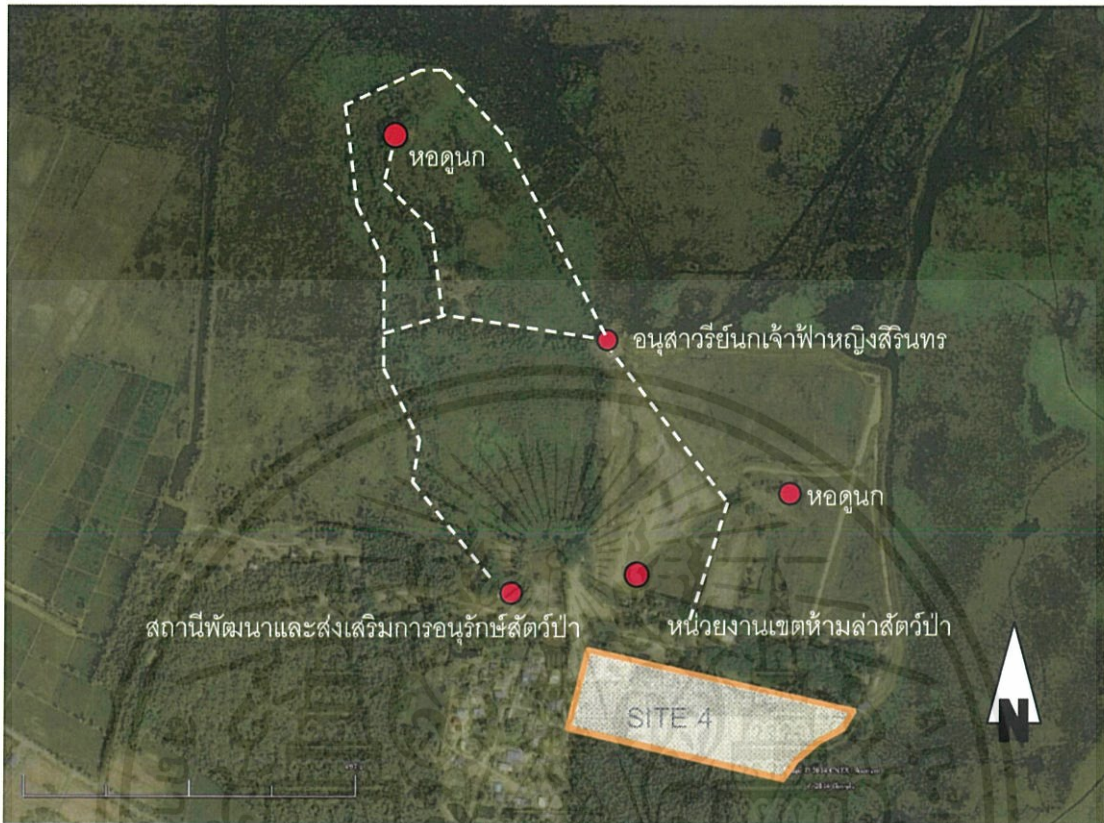 หอดูนก
อนุสาวรีย์นกเจ้าฟ้าหญิงสิรินทร
หอดูนก
สถานีพัฒนาและส่งเสริมการอนุรักษ์สัตว์ป่า
หน่วยงานเขตห้ามล่าสัตว์ป่า
SITE 4
N